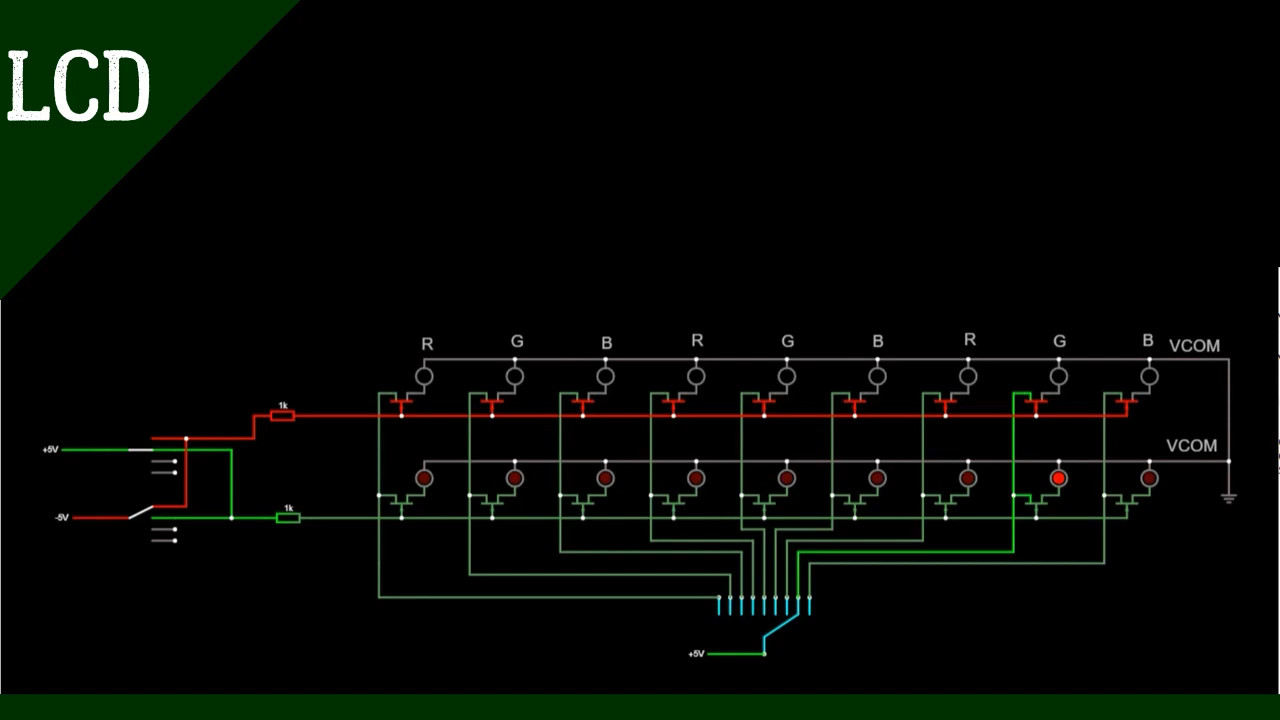 LCD
R G B R G B R G B VCOM
1k
+5V
VCOM
1k
-5V
+5V